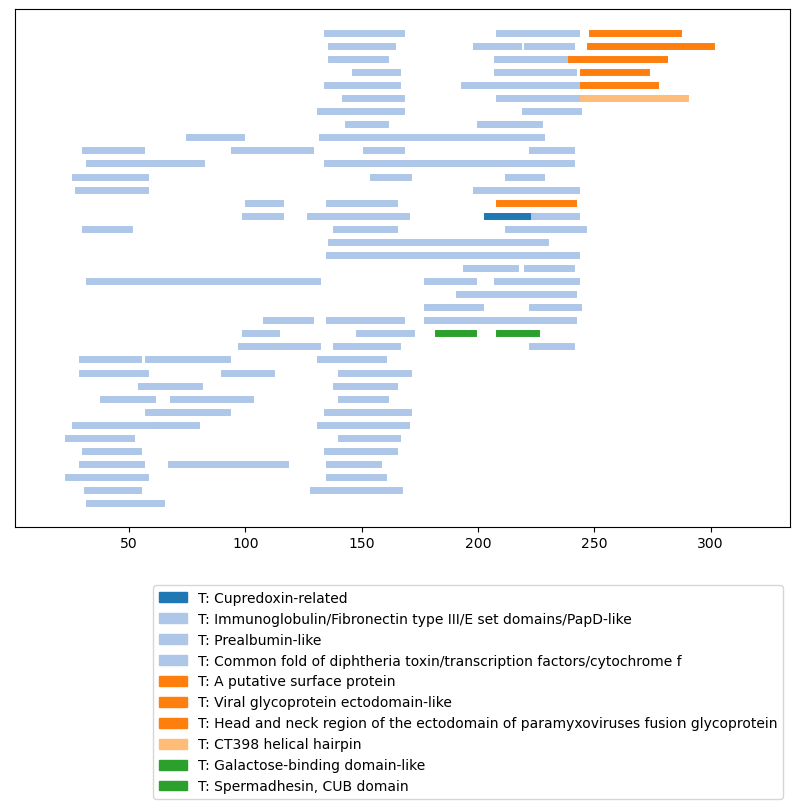 50 100 150 200 250 300
T: Cupredoxin-related
T: Immunoglobulin/Fibronectin type III/E set domains/PapD-like
T: Prealbumin-like
T: Common fold of diphtheria toxin/transcription factors/cytochrome f
T: A putative surface protein
T: Viral glycoprotein ectodomain-like
T: Head and neck region of the ectodomain of paramyxoviruses fusion glycoprotein
T: CT398 helical hairpin
T: Galactose-binding domain-like
T: Spermadhesin, CUB domain